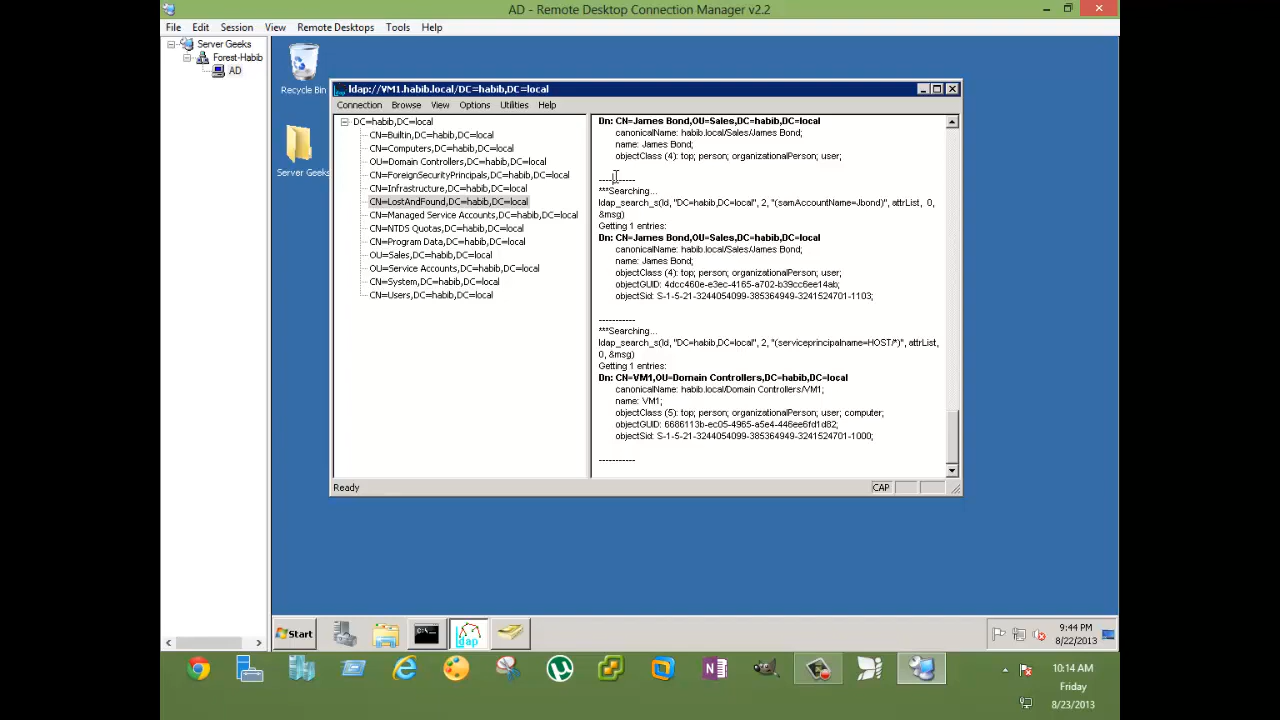 AD - Remote Desktop Connection Manager v2.2
File Edit Session View Remote Desktops Tools Help
Server Geeks
Forest-Habib
AD
Recycle Bin
Server Geeks
ldap://VM1.habib.local/DC=habib,DC=local
Connection Browse View Options Utilities Help
DC=habib,DC=local
CN=Builtin,DC=habib,DC=local
CN=Computers,DC=habib,DC=local
OU=Domain Controllers,DC=habib,DC=local
CN=ForeignSecurityPrincipals,DC=habib,DC=local
CN=Infrastructure,DC=habib,DC=local
CN=LostAndFound,DC=habib,DC=local
CN=Managed Service Accounts,DC=habib,DC=local
CN=NTDS Quotas,DC=habib,DC=local
CN=Program Data,DC=habib,DC=local
OU=Sales,DC=habib,DC=local
OU=Service Accounts,DC=habib,DC=local
CN=System,DC=habib,DC=local
CN=Users,DC=habib,DC=local
Dn: CN=James Bond,OU=Sales,DC=habib,DC=local
canonicalName: habib.local/Sales/James Bond;
name: James Bond;
objectClass (4): top; person; organizationalPerson; user;
-----------
***Searching...
ldap_search_s(ld, "DC=habib,DC=local", 2, "(samAccountName=Jbond)", attrList, 0,
&msg)
Getting 1 entries:
Dn: CN=James Bond,OU=Sales,DC=habib,DC=local
canonicalName: habib.local/Sales/James Bond;
name: James Bond;
objectClass (4): top; person; organizationalPerson; user;
objectGUID: 4dcc460e-e3ec-4165-a702-b39cc6ee14ab;
objectSid: S-1-5-21-3244054099-385364949-3241524701-1103;
-----------
***Searching...
ldap_search_s(ld, "DC=habib,DC=local", 2, "(serviceprincipalname=HOST/*)", attrList,
0, &msg)
Getting 1 entries:
Dn: CN=VM1,OU=Domain Controllers,DC=habib,DC=local
canonicalName: habib.local/Domain Controllers/VM1;
name: VM1;
objectClass (5): top; person; organizationalPerson; user; computer;
objectGUID: 6686113b-ec05-4965-a5e4-446ee6fd1d82;
objectSid: S-1-5-21-3244054099-385364949-3241524701-1000;
-----------
Ready
CAP
Start
ldap
9:44 PM
8/22/2013
10:14 AM
Friday
8/23/2013